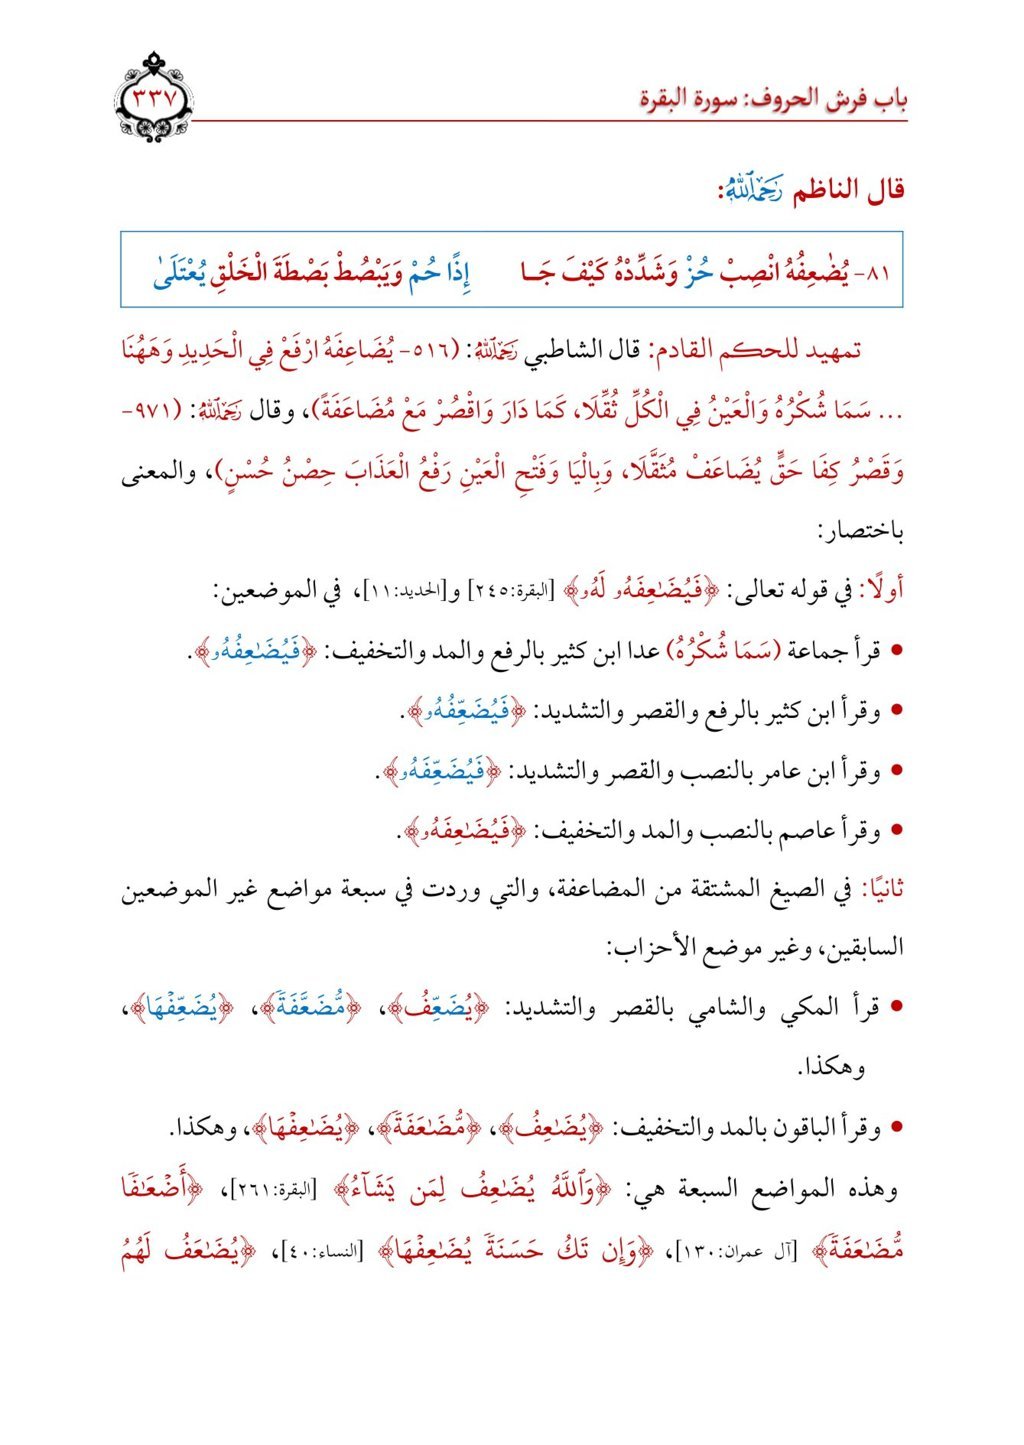 باب فرش الحروف: سورة البقرة
٣٣٧
قال الناظم رَحِمَهُ ٱللَّهُ:
٨١- يُضَٰعِفُهُ انْصِبْ حُزْ وَشَدِّدْهُ كَيْفَ جَـا إِذًا حُمْ وَيَبْصُطْ بَصْطَةَ الْخَلْقِ يُعْتَلَىٰ
تمهيد للحكم القادم: قال الشاطبي رَحِمَهُ ٱللَّهُ: (٥١٦- يُضَاعِفَهُ ارْفَعْ فِي الْحَدِيدِ وَهَهُنَا
... سَمَا شُكْرُهُ وَالْعَيْنُ فِي الْكُلِّ ثُقِّلَا، كَمَا دَارَ وَاقْصُرْ مَعْ مُضَاعَفَةً)، وقال رَحِمَهُ ٱللَّهُ: (٩٧١-
وَقَصْرُ كِفَا حَقٍّ يُضَاعَفْ مُثَقَّلَا، وَبِالْيَا وَفَتْحِ الْعَيْنِ رَفْعُ الْعَذَابَ حِصْنُ حُسْنٍ)، والمعنى
باختصار:
أولًا: في قوله تعالى: ﴿فَيُضَٰعِفَهُۥ لَهُۥ﴾ [البقرة:٢٤٥] و[الحديد:١١]، في الموضعين:
• قرأ جماعة (سَمَا شُكْرُهُ) عدا ابن كثير بالرفع والمد والتخفيف: ﴿فَيُضَٰعِفُهُۥ﴾.
• وقرأ ابن كثير بالرفع والقصر والتشديد: ﴿فَيُضَعِّفُهُۥ﴾.
• وقرأ ابن عامر بالنصب والقصر والتشديد: ﴿فَيُضَعِّفَهُۥ﴾.
• وقرأ عاصم بالنصب والمد والتخفيف: ﴿فَيُضَٰعِفَهُۥ﴾.
ثانيًا: في الصيغ المشتقة من المضاعفة، والتي وردت في سبعة مواضع غير الموضعين
السابقين، وغير موضع الأحزاب:
• قرأ المكي والشامي بالقصر والتشديد: ﴿يُضَعِّفُ﴾، ﴿مُّضَعَّفَةٗ﴾، ﴿يُضَعِّفۡهَا﴾،
وهكذا.
• وقرأ الباقون بالمد والتخفيف: ﴿يُضَٰعِفُ﴾، ﴿مُّضَٰعَفَةٗ﴾، ﴿يُضَٰعِفۡهَا﴾، وهكذا.
وهذه المواضع السبعة هي: ﴿وَٱللَّهُ يُضَٰعِفُ لِمَن يَشَآءُ﴾ [البقرة:٢٦١]، ﴿أَضۡعَٰفٗا
مُّضَٰعَفَةٗ﴾ [آل عمران:١٣٠]، ﴿وَإِن تَكُ حَسَنَةٗ يُضَٰعِفۡهَا﴾ [النساء:٤٠]، ﴿يُضَٰعَفُ لَهُمُ